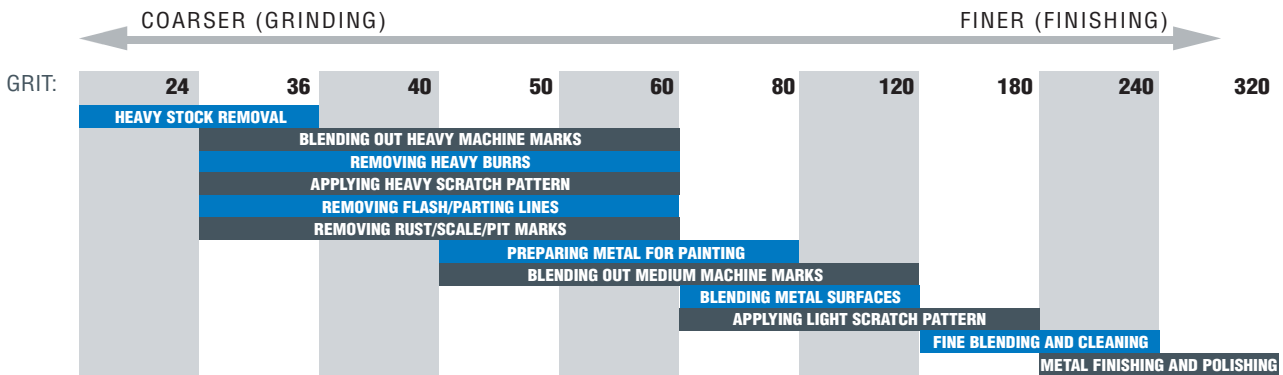 COARSER (GRINDING) FINER (FINISHING)
GRIT: 24 36 40 50 60 80 120 180 240 320
HEAVY STOCK REMOVAL
BLENDING OUT HEAVY MACHINE MARKS
REMOVING HEAVY BURRS
APPLYING HEAVY SCRATCH PATTERN
REMOVING FLASH/PARTING LINES
REMOVING RUST/SCALE/PIT MARKS
PREPARING METAL FOR PAINTING
BLENDING OUT MEDIUM MACHINE MARKS
BLENDING METAL SURFACES
APPLYING LIGHT SCRATCH PATTERN
FINE BLENDING AND CLEANING
METAL FINISHING AND POLISHING